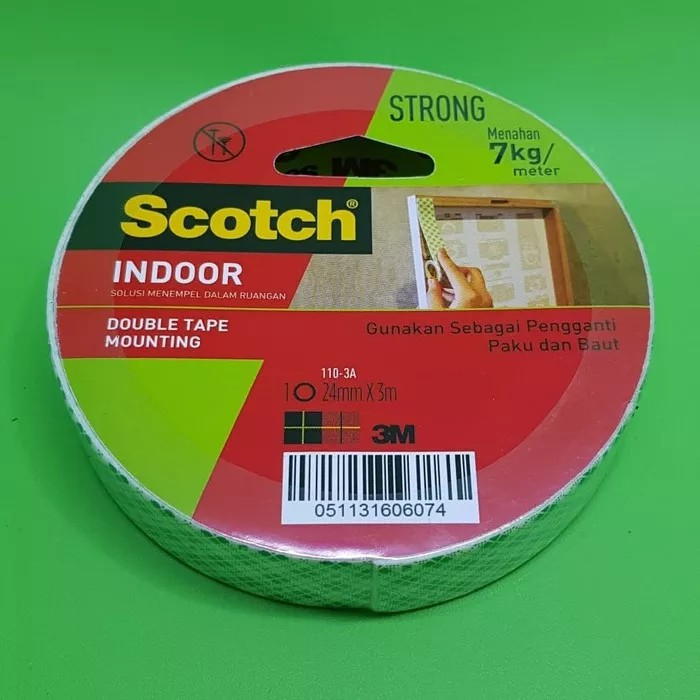 STRONG
Menahan
7kg/
meter
3M
Scotch®
INDOOR
SOLUSI MENEMPEL DALAM RUANGAN
DOUBLE TAPE
MOUNTING
Gunakan Sebagai Pengganti
Paku dan Baut
110-3A
1 24mm X 3m
3M
051131606074